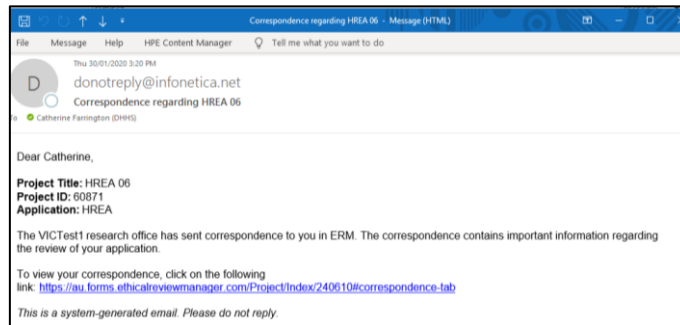 Correspondence regarding HREA 06 - Message (HTML)
File Message Help HPE Content Manager Tell me what you want to do
Thu 30/01/2020 3:20 PM
D
donotreply@infonetica.net
Correspondence regarding HREA 06
To Catherine Farrington (DHHS)
Dear Catherine,
Project Title: HREA 06
Project ID: 60871
Application: HREA
The VICTest1 research office has sent correspondence to you in ERM. The correspondence contains important information regarding
the review of your application.
To view your correspondence, click on the following
link: https://au.forms.ethicalreviewmanager.com/Project/Index/240610#correspondence-tab
This is a system-generated email. Please do not reply.